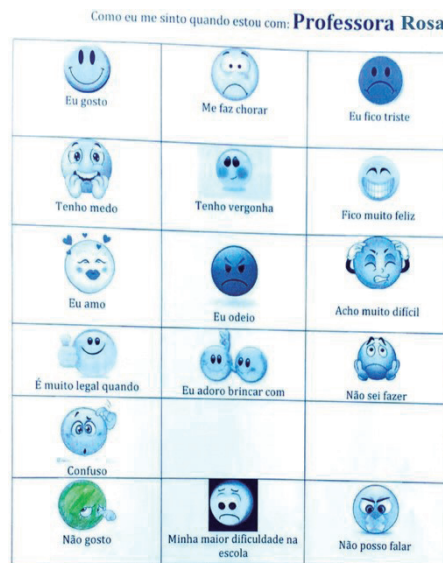 Como eu me sinto quando estou com: Professora Rosa
Eu gosto
Me faz chorar
Eu fico triste
Tenho medo
Tenho vergonha
Fico muito feliz
Eu amo
Eu odeio
Acho muito difícil
É muito legal quando
Eu adoro brincar com
Não sei fazer
Confuso
Não gosto
Minha maior dificuldade na
escola
Não posso falar